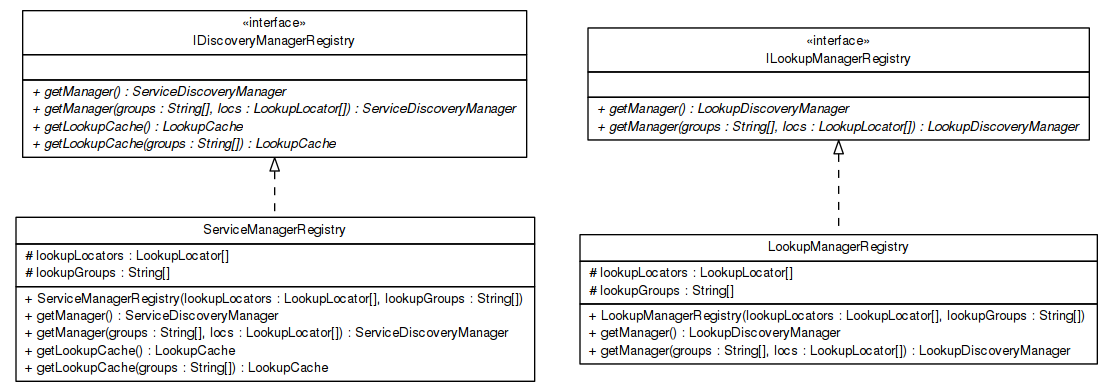 «interface»
IDiscoveryManagerRegistry
+ getManager() : ServiceDiscoveryManager
+ getManager(groups : String[], locs : LookupLocator[]) : ServiceDiscoveryManager
+ getLookupCache() : LookupCache
+ getLookupCache(groups : String[]) : LookupCache
ServiceManagerRegistry
# lookupLocators : LookupLocator[]
# lookupGroups : String[]
+ ServiceManagerRegistry(lookupLocators : LookupLocator[], lookupGroups : String[])
+ getManager() : ServiceDiscoveryManager
+ getManager(groups : String[], locs : LookupLocator[]) : ServiceDiscoveryManager
+ getLookupCache() : LookupCache
+ getLookupCache(groups : String[]) : LookupCache
«interface»
ILookupManagerRegistry
+ getManager() : LookupDiscoveryManager
+ getManager(groups : String[], locs : LookupLocator[]) : LookupDiscoveryManager
LookupManagerRegistry
# lookupLocators : LookupLocator[]
# lookupGroups : String[]
+ LookupManagerRegistry(lookupLocators : LookupLocator[], lookupGroups : String[])
+ getManager() : LookupDiscoveryManager
+ getManager(groups : String[], locs : LookupLocator[]) : LookupDiscoveryManager